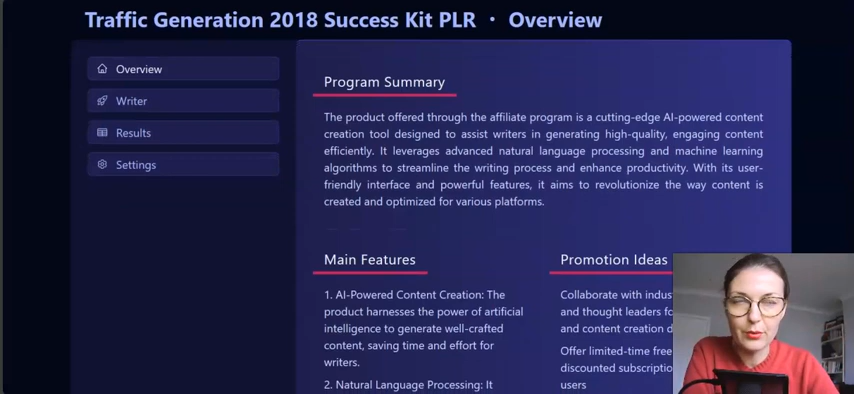 Traffic Generation 2018 Success Kit PLR • Overview
Overview
Writer
Results
Settings
Program Summary
The product offered through the affiliate program is a cutting-edge AI-powered content
creation tool designed to assist writers in generating high-quality, engaging content
efficiently. It leverages advanced natural language processing and machine learning
algorithms to streamline the writing process and enhance productivity. With its user-
friendly interface and powerful features, it aims to revolutionize the way content is
created and optimized for various platforms.
Main Features
1. AI-Powered Content Creation: The
product harnesses the power of artificial
intelligence to generate well-crafted
content, saving time and effort for
writers.
2. Natural Language Processing: It
Promotion Ideas
Collaborate with
and thought leaders
and content creation
Offer limited-time free
discounted
users